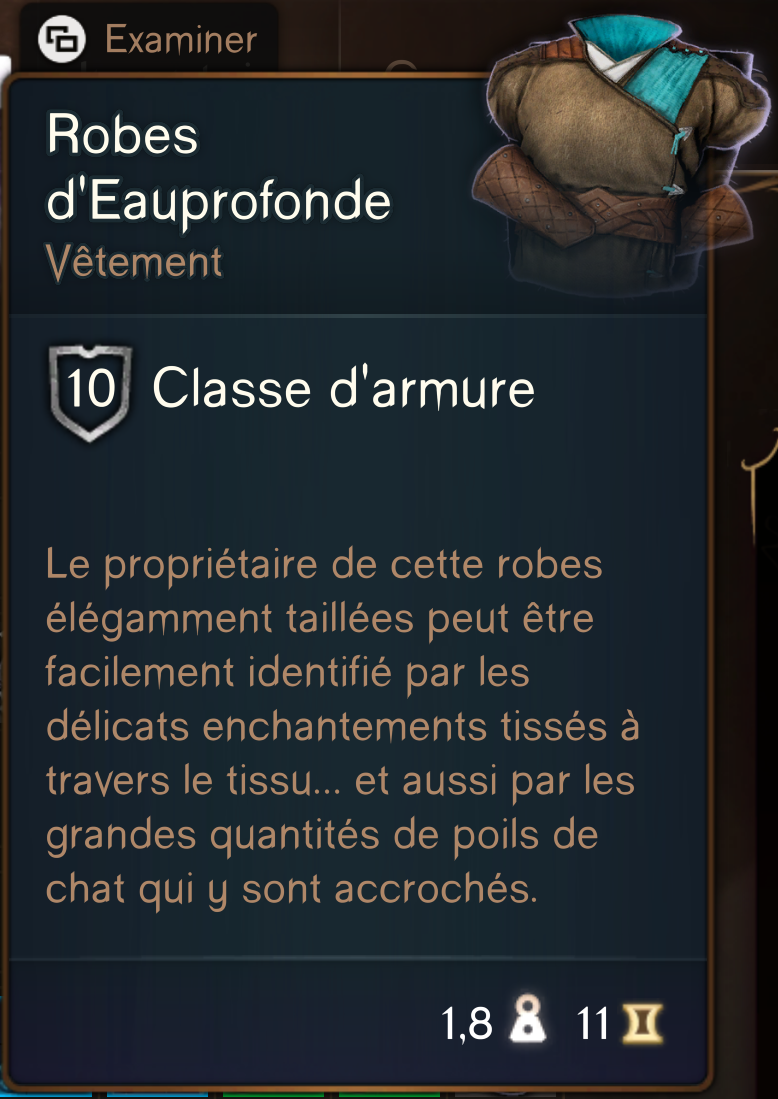 Examiner
Robes
d'Eauprofonde
Vêtement
10 Classe d'armure
Le propriétaire de cette robes
élégamment taillées peut être
facilement identifié par les
délicats enchantements tissés à
travers le tissu... et aussi par les
grandes quantités de poils de
chat qui y sont accrochés.
1,8 11